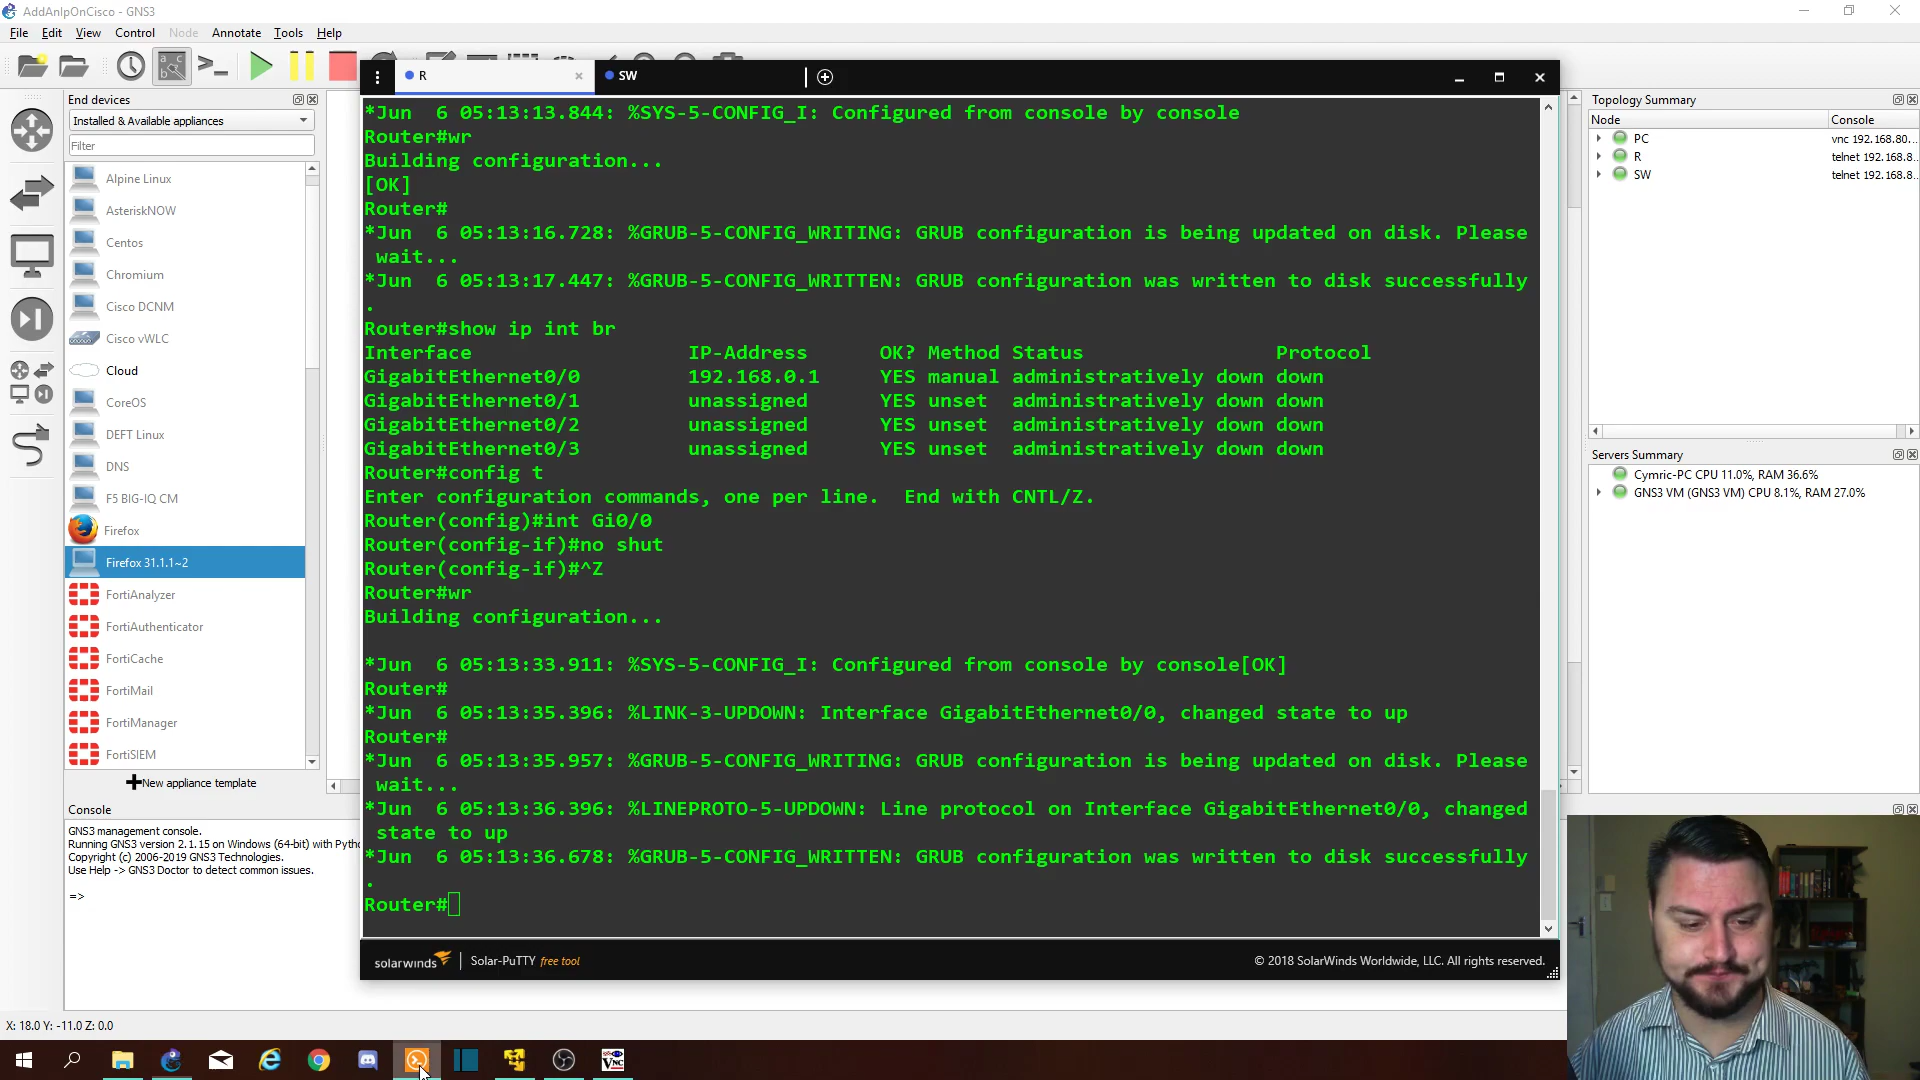 AddAnIpOnCisco - GNS3
File Edit View Control Node Annotate Tools Help
End devices
Installed & Available appliances
Filter
Alpine Linux
AsteriskNOW
Centos
Chromium
Cisco DCNM
Cisco vWLC
Cloud
CoreOS
DEFT Linux
DNS
F5 BIG-IQ CM
Firefox
Firefox 31.1.1~2
FortiAnalyzer
FortiAuthenticator
FortiCache
FortiMail
FortiManager
FortiSIEM
New appliance template
Console
GNS3 management console.
Running GNS3 version 2.1.15 on Windows (64-bit) with Pytho
Copyright (c) 2006-2019 GNS3 Technologies.
Use Help -> GNS3 Doctor to detect common issues.
=>
X: 18.0 Y: -11.0 Z: 0.0
R
SW
*Jun  6 05:13:13.844: %SYS-5-CONFIG_I: Configured from console by console
Router#wr
Building configuration...
[OK]
Router#
*Jun  6 05:13:16.728: %GRUB-5-CONFIG_WRITING: GRUB configuration is being updated on disk. Please
wait...
*Jun  6 05:13:17.447: %GRUB-5-CONFIG_WRITTEN: GRUB configuration was written to disk successfully
.
Router#show ip int br
Interface IP-Address OK? Method Status Protocol
GigabitEthernet0/0 192.168.0.1 YES manual administratively down down
GigabitEthernet0/1 unassigned YES unset administratively down down
GigabitEthernet0/2 unassigned YES unset administratively down down
GigabitEthernet0/3 unassigned YES unset administratively down down
Router#config t
Enter configuration commands, one per line.  End with CNTL/Z.
Router(config)#int Gi0/0
Router(config-if)#no shut
Router(config-if)#^Z
Router#wr
Building configuration...
*Jun  6 05:13:33.911: %SYS-5-CONFIG_I: Configured from console by console[OK]
Router#
*Jun  6 05:13:35.396: %LINK-3-UPDOWN: Interface GigabitEthernet0/0, changed state to up
Router#
*Jun  6 05:13:35.957: %GRUB-5-CONFIG_WRITING: GRUB configuration is being updated on disk. Please
wait...
*Jun  6 05:13:36.396: %LINEPROTO-5-UPDOWN: Line protocol on Interface GigabitEthernet0/0, changed
state to up
*Jun  6 05:13:36.678: %GRUB-5-CONFIG_WRITTEN: GRUB configuration was written to disk successfully
.
Router#
solarwinds | Solar-PuTTY free tool
© 2018 SolarWinds Worldwide, LLC. All rights reserved.
Topology Summary
Node Console
PC vnc 192.168.80...
R telnet 192.168.8...
SW telnet 192.168.8...
Servers Summary
Cymric-PC CPU 11.0%, RAM 36.6%
GNS3 VM (GNS3 VM) CPU 8.1%, RAM 27.0%